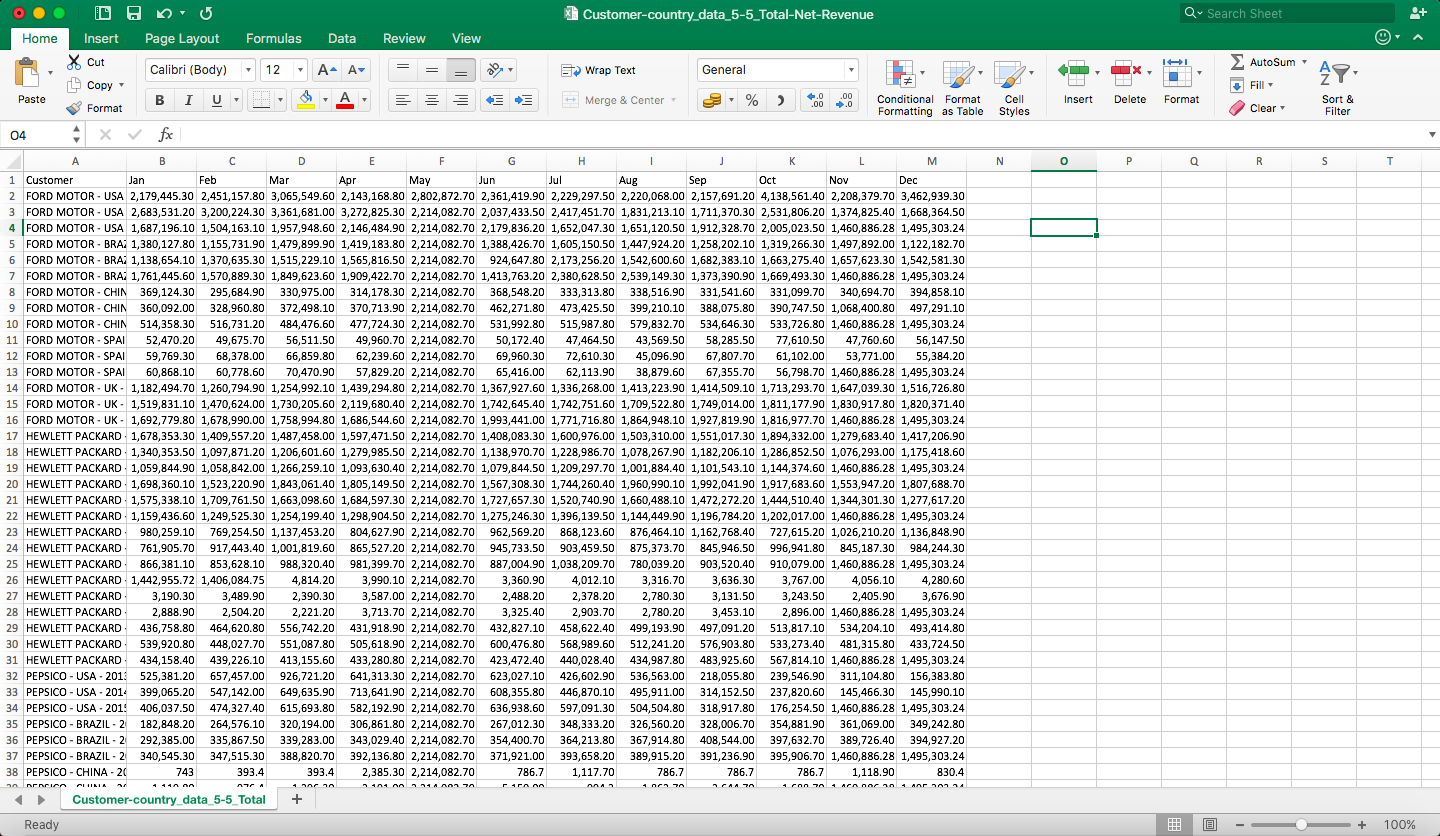 Customer-country_data_5-5_Total-Net-Revenue
Search Sheet
Home Insert Page Layout Formulas Data Review View
Paste
Cut
Copy
Format
Calibri (Body) 12
B I U
Wrap Text
Merge & Center
General
Conditional Formatting
Format as Table
Cell Styles
Insert
Delete
Format
AutoSum
Fill
Clear
Sort & Filter
O4 fx
A B C D E F G H I J K L M N O P Q R S T
1 Customer Jan Feb Mar Apr May Jun Jul Aug Sep Oct Nov Dec
2 FORD MOTOR - USA 2,179,445.30 2,451,157.80 3,065,549.60 2,143,168.80 2,802,872.70 2,361,419.90 2,229,297.50 2,220,068.00 2,157,691.20 4,138,561.40 2,208,379.70 3,462,939.30
3 FORD MOTOR - USA 2,683,531.20 3,200,224.30 3,361,681.00 3,272,825.30 2,214,082.70 2,037,433.50 2,417,451.70 1,831,213.10 1,711,370.30 2,531,806.20 1,374,825.40 1,668,364.50
4 FORD MOTOR - USA 1,687,196.10 1,504,163.10 1,957,948.60 2,146,484.90 2,214,082.70 2,179,836.20 1,652,047.30 1,651,120.50 1,912,328.70 2,005,023.50 1,460,886.28 1,495,303.24
5 FORD MOTOR - BRAZ 1,380,127.80 1,155,731.90 1,479,899.90 1,419,183.80 2,214,082.70 1,388,426.70 1,605,150.50 1,447,924.20 1,258,202.10 1,319,266.30 1,497,892.00 1,122,182.70
6 FORD MOTOR - BRAZ 1,138,654.10 1,370,635.30 1,515,229.10 1,565,816.50 2,214,082.70 924,647.80 2,173,256.20 1,542,600.60 1,682,383.10 1,663,275.40 1,657,623.30 1,542,581.30
7 FORD MOTOR - BRAZ 1,761,445.60 1,570,889.30 1,849,623.60 1,909,422.70 2,214,082.70 1,413,763.20 2,380,628.50 2,539,149.30 1,373,390.90 1,669,493.30 1,460,886.28 1,495,303.24
8 FORD MOTOR - CHIN 369,124.30 295,684.90 330,975.00 314,178.30 2,214,082.70 368,548.20 333,313.80 338,516.90 331,541.60 331,099.70 340,694.70 394,858.10
9 FORD MOTOR - CHIN 360,092.00 328,960.80 372,498.10 370,713.90 2,214,082.70 462,271.80 473,425.50 399,210.10 388,075.80 390,747.50 1,068,400.80 497,291.10
10 FORD MOTOR - CHIN 514,358.30 516,731.20 484,476.60 477,724.30 2,214,082.70 531,992.80 515,987.80 579,832.70 534,646.30 533,726.80 1,460,886.28 1,495,303.24
11 FORD MOTOR - SPAI 52,470.20 49,675.70 56,511.50 49,960.70 2,214,082.70 50,172.40 47,464.50 43,569.50 58,285.50 77,610.50 47,760.60 56,147.50
12 FORD MOTOR - SPAI 59,769.30 68,378.00 66,859.80 62,239.60 2,214,082.70 69,960.30 72,610.30 45,096.90 67,807.70 61,102.00 53,771.00 55,384.20
13 FORD MOTOR - SPAI 60,868.10 60,778.60 70,470.90 57,829.20 2,214,082.70 65,416.00 62,113.90 38,879.60 67,355.70 56,798.70 1,460,886.28 1,495,303.24
14 FORD MOTOR - UK - 1,182,494.70 1,260,794.90 1,254,992.10 1,439,294.80 2,214,082.70 1,367,927.60 1,336,268.00 1,413,223.90 1,414,509.10 1,713,293.70 1,647,039.30 1,516,726.80
15 FORD MOTOR - UK - 1,519,831.10 1,470,624.00 1,730,205.60 2,119,680.40 2,214,082.70 1,742,645.40 1,742,751.60 1,709,522.80 1,749,014.00 1,811,177.90 1,830,917.80 1,820,371.40
16 FORD MOTOR - UK - 1,692,779.80 1,678,990.00 1,758,994.80 1,686,544.60 2,214,082.70 1,993,441.00 1,771,716.80 1,864,948.10 1,927,819.90 1,816,977.70 1,460,886.28 1,495,303.24
17 HEWLETT PACKARD - 1,678,353.30 1,409,557.20 1,487,458.00 1,597,471.50 2,214,082.70 1,408,083.30 1,600,976.00 1,503,310.00 1,551,017.30 1,894,332.00 1,279,683.40 1,417,206.90
18 HEWLETT PACKARD - 1,340,353.50 1,097,871.20 1,206,601.60 1,279,985.50 2,214,082.70 1,138,970.70 1,228,986.70 1,078,267.90 1,182,206.10 1,286,852.50 1,076,293.00 1,175,418.60
19 HEWLETT PACKARD - 1,059,844.90 1,058,842.00 1,266,259.10 1,093,630.40 2,214,082.70 1,079,844.50 1,209,297.70 1,001,884.40 1,101,543.10 1,144,374.60 1,460,886.28 1,495,303.24
20 HEWLETT PACKARD - 1,698,360.10 1,523,220.90 1,843,061.40 1,805,149.50 2,214,082.70 1,567,308.30 1,744,260.40 1,960,990.10 1,992,041.90 1,917,683.60 1,553,947.20 1,807,688.70
21 HEWLETT PACKARD - 1,575,338.10 1,709,761.50 1,663,098.60 1,684,597.30 2,214,082.70 1,727,657.30 1,520,740.90 1,660,488.10 1,472,272.20 1,444,510.40 1,344,301.30 1,277,617.20
22 HEWLETT PACKARD - 1,159,436.60 1,249,525.30 1,254,199.40 1,298,904.50 2,214,082.70 1,275,246.30 1,396,139.50 1,144,449.90 1,196,784.20 1,202,017.00 1,460,886.28 1,495,303.24
23 HEWLETT PACKARD - 980,259.10 769,254.50 1,137,453.20 804,627.90 2,214,082.70 962,569.20 868,123.60 876,464.10 1,162,768.40 727,615.20 1,026,210.20 1,136,848.90
24 HEWLETT PACKARD - 761,905.70 917,443.40 1,001,819.60 865,527.20 2,214,082.70 945,733.50 903,459.50 875,373.70 845,946.50 996,941.80 845,187.30 984,244.30
25 HEWLETT PACKARD - 866,381.10 853,628.10 988,320.40 981,399.70 2,214,082.70 887,004.90 1,038,209.70 780,039.20 903,520.40 910,079.00 1,460,886.28 1,495,303.24
26 HEWLETT PACKARD - 1,442,955.72 1,406,084.75 4,814.20 3,990.10 2,214,082.70 3,360.90 4,012.10 3,316.70 3,636.30 3,767.00 4,056.10 4,280.60
27 HEWLETT PACKARD - 3,190.30 3,489.90 2,390.30 3,587.00 2,214,082.70 2,488.20 2,378.20 2,780.30 3,131.50 3,243.50 2,405.90 3,676.90
28 HEWLETT PACKARD - 2,888.90 2,504.20 2,221.20 3,713.70 2,214,082.70 3,325.40 2,903.70 2,780.20 3,453.10 2,896.00 1,460,886.28 1,495,303.24
29 HEWLETT PACKARD - 436,758.80 464,620.80 556,742.20 431,918.90 2,214,082.70 432,827.10 458,622.40 499,193.90 497,091.20 513,817.10 534,204.10 493,414.80
30 HEWLETT PACKARD - 539,920.80 448,027.70 551,087.80 505,618.90 2,214,082.70 600,476.80 568,989.60 512,241.20 576,903.80 533,273.40 481,315.80 433,724.50
31 HEWLETT PACKARD - 434,158.40 439,226.10 413,155.60 433,280.80 2,214,082.70 423,472.40 440,028.40 434,987.80 483,925.60 567,814.10 1,460,886.28 1,495,303.24
32 PEPSICO - USA - 2013 525,381.20 657,457.00 926,721.20 641,313.30 2,214,082.70 623,027.10 426,602.90 536,563.00 218,055.80 239,546.90 311,104.80 156,383.80
33 PEPSICO - USA - 2014 399,065.20 547,142.00 649,635.90 713,641.90 2,214,082.70 608,355.80 446,870.10 495,911.00 314,152.50 237,820.60 145,466.30 145,990.10
34 PEPSICO - USA - 2015 406,037.50 474,327.40 615,693.80 582,192.90 2,214,082.70 636,938.60 597,091.30 504,504.80 318,917.80 176,254.50 1,460,886.28 1,495,303.24
35 PEPSICO - BRAZIL - 2 182,848.20 264,576.10 320,194.00 306,861.80 2,214,082.70 267,012.30 348,333.20 326,560.20 328,006.70 354,881.90 361,069.00 349,242.80
36 PEPSICO - BRAZIL - 2 292,385.00 335,867.50 339,283.00 343,029.40 2,214,082.70 354,400.70 364,213.80 367,914.80 408,544.00 397,632.70 389,726.40 394,927.20
37 PEPSICO - BRAZIL - 2 340,545.30 347,515.30 388,820.70 392,136.80 2,214,082.70 371,921.00 393,658.20 389,915.20 391,236.90 395,906.70 1,460,886.28 1,495,303.24
38 PEPSICO - CHINA - 20 743 393.4 393.4 2,385.30 2,214,082.70 786.7 1,117.70 786.7 786.7 786.7 1,118.90 830.4
Customer-country_data_5-5_Total
Ready 100%